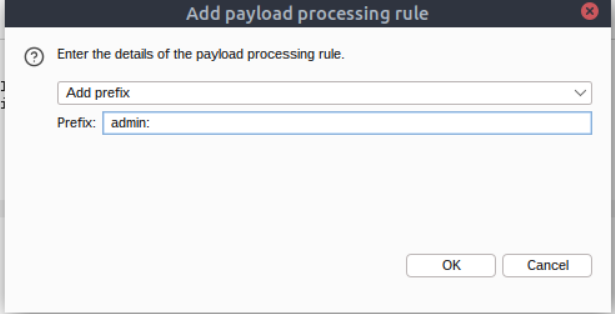 Add payload processing rule
Enter the details of the payload processing rule.
Add prefix
Prefix: admin:
OK Cancel